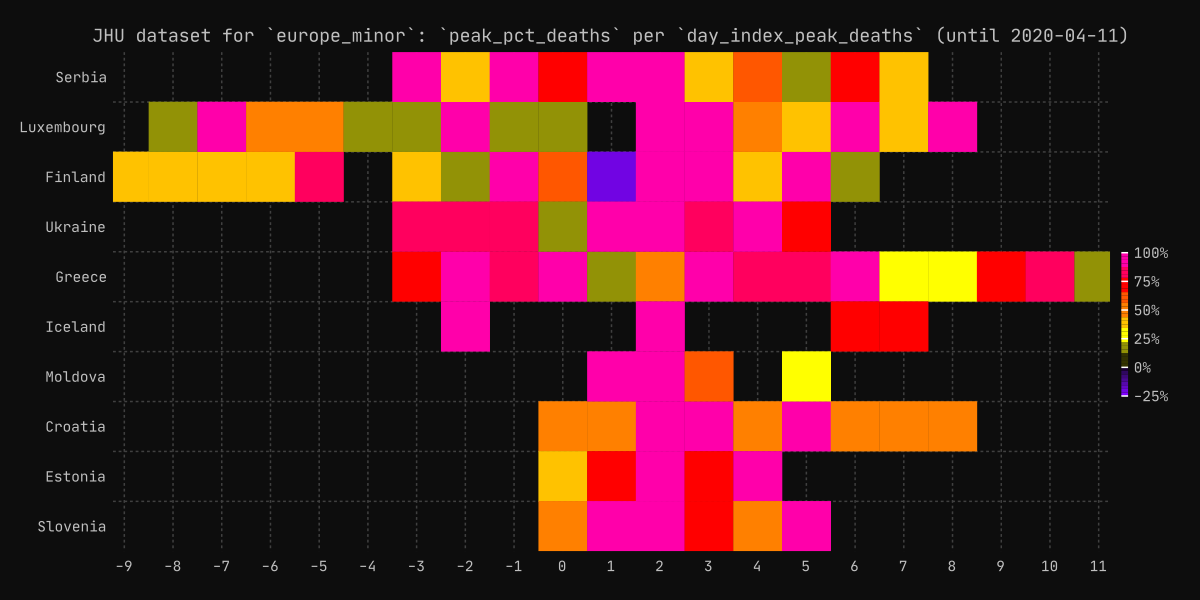 JHU dataset for `europe_minor`: `peak_pct_deaths` per `day_index_peak_deaths` (until 2020-04-11)
Serbia
Luxembourg
Finland
Ukraine
Greece
Iceland
Moldova
Croatia
Estonia
Slovenia
100%
75%
50%
25%
0%
-25%
-9 -8 -7 -6 -5 -4 -3 -2 -1 0 1 2 3 4 5 6 7 8 9 10 11